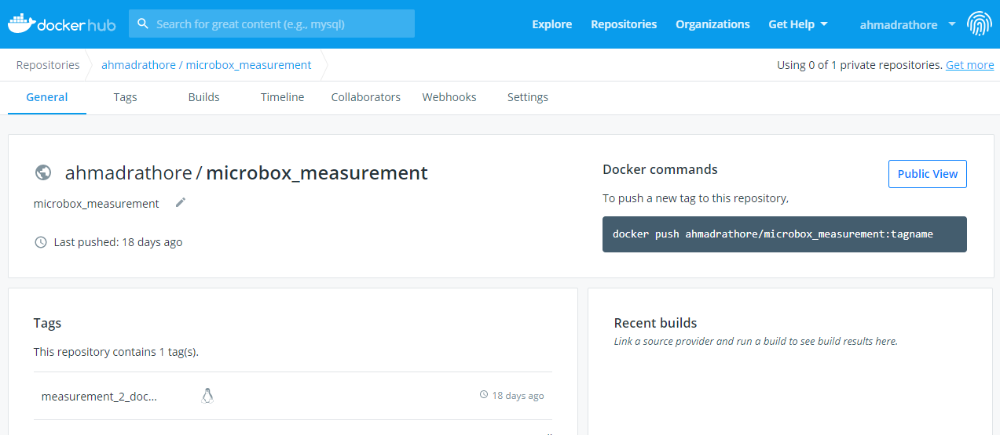 dockerhub
Search for great content (e.g., mysql)
Explore
Repositories
Organizations
Get Help
ahmadrathore
Repositories
ahmadrathore / microbox_measurement
Using 0 of 1 private repositories. Get more
General
Tags
Builds
Timeline
Collaborators
Webhooks
Settings
ahmadrathore / microbox_measurement
microbox_measurement
Last pushed: 18 days ago
Docker commands
Public View
To push a new tag to this repository,
docker push ahmadrathore/microbox_measurement:tagname
Tags
This repository contains 1 tag(s).
measurement_2_doc...
18 days ago
Recent builds
Link a source provider and run a build to see build results here.